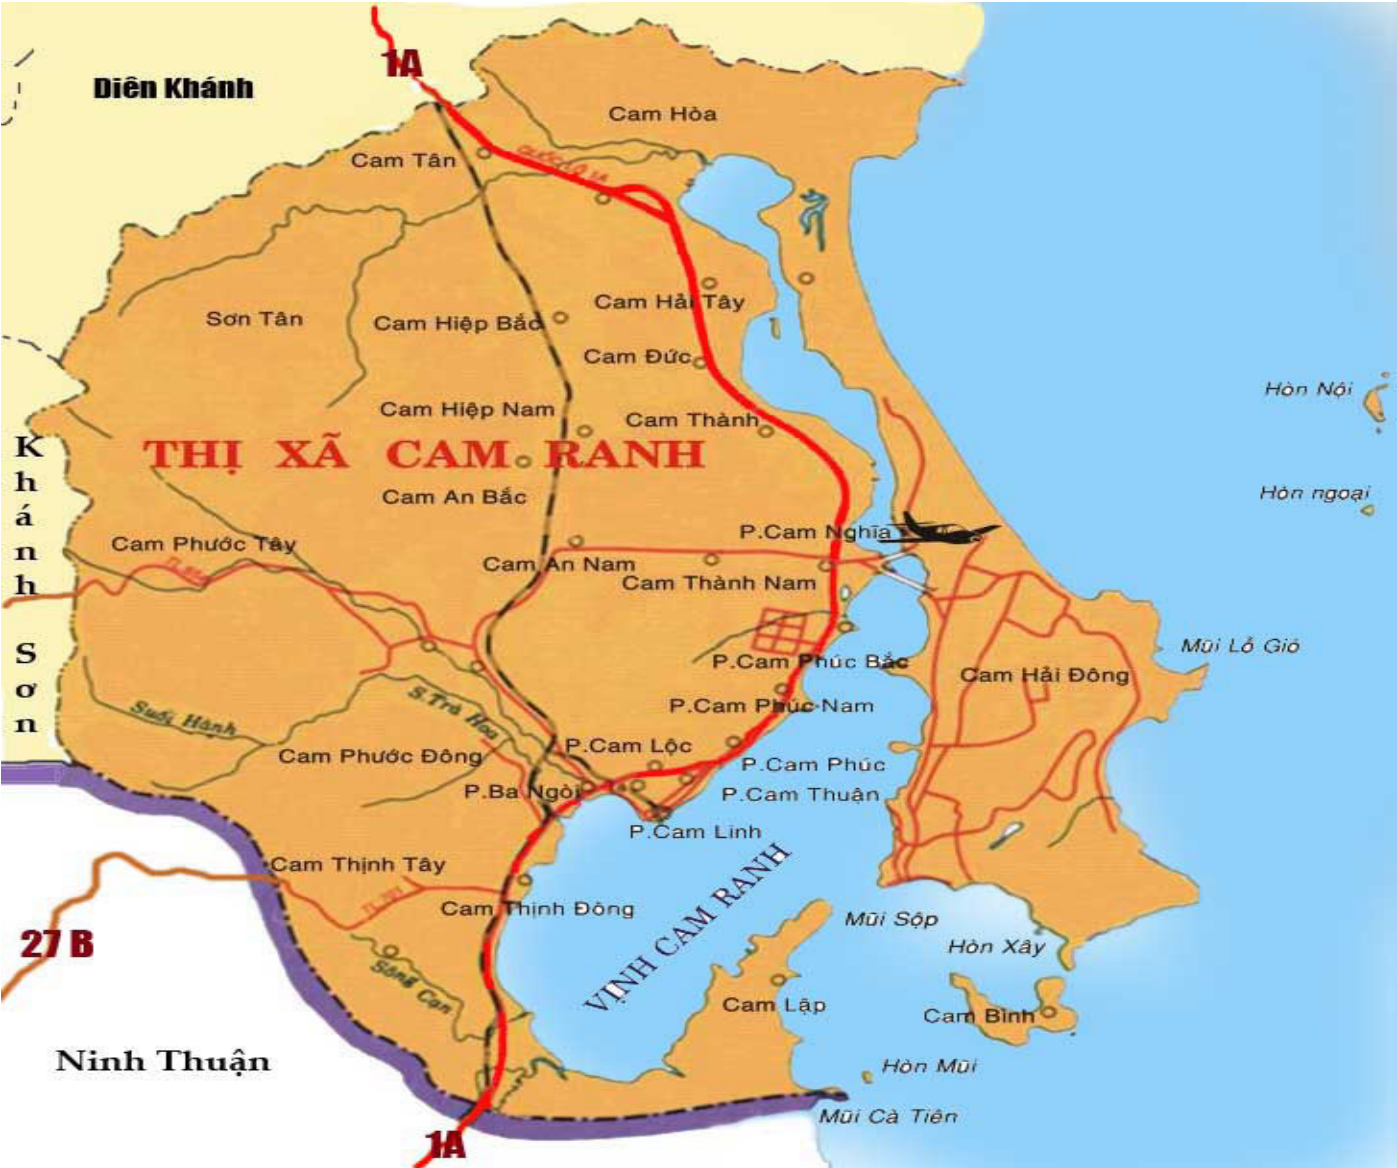 1A
Diên Khánh
Cam Hòa
Cam Tân
QUỐC LỘ 1A
Cam Hải Tây
Sơn Tân
Cam Hiệp Bắc
Cam Đức
Hòn Nội
Cam Hiệp Nam
Cam Thành
Khánh Sơn
THỊ XÃ CAM RANH
Cam An Bắc
Hòn ngoại
P.Cam Nghĩa
Cam Phước Tây
Cam An Nam
Cam Thành Nam
Mũi Lỗ Gió
P.Cam Phúc Bắc
Cam Hải Đông
S.Trà Hoa
P.Cam Phúc Nam
Suối Hành
P.Cam Lộc
Cam Phước Đông
P.Cam Phúc
P.Ba Ngòi
P.Cam Thuận
P.Cam Linh
VỊNH CAM RANH
Cam Thịnh Tây
Cam Thịnh Đông
Mũi Sộp
27 B
Hòn Xây
Sông Cạn
Cam Lập
Cam Bình
Ninh Thuận
Hòn Mũi
Mũi Cà Tiên
1A